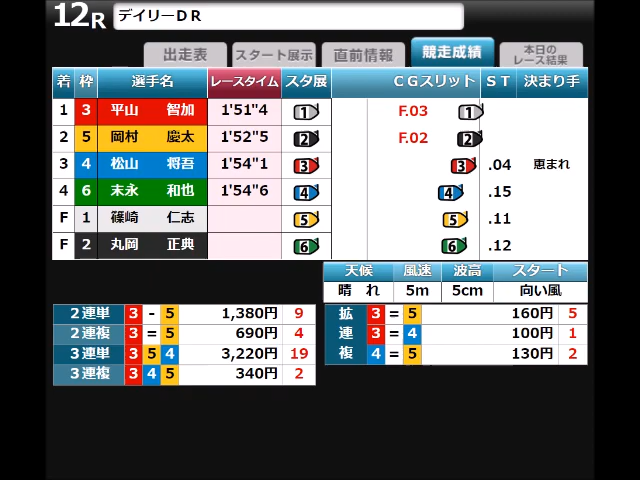 12R デイリーＤＲ
出走表 スタート展示 直前情報 競走成績 本日の
レース結果
着 枠 選手名 レースタイム スタ展 ＣＧスリット ＳＴ 決まり手
1 3 平山 智加 1'51"4 1 F.03 1
2 5 岡村 慶太 1'52"5 2 F.02 2
3 4 松山 将吾 1'54"1 3 3 .04 恵まれ
4 6 末永 和也 1'54"6 4 4 .15
F 1 篠崎 仁志 5 5 .11
F 2 丸岡 正典 6 6 .12
天候 風速 波高 スタート
晴 れ 5m 5cm 向い風
２連単 3 - 5 1,380円 9
２連複 3 = 5 690円 4
３連単 3 5 4 3,220円 19
３連複 3 4 5 340円 2
拡 3 = 5 160円 5
連 3 = 4 100円 1
複 4 = 5 130円 2